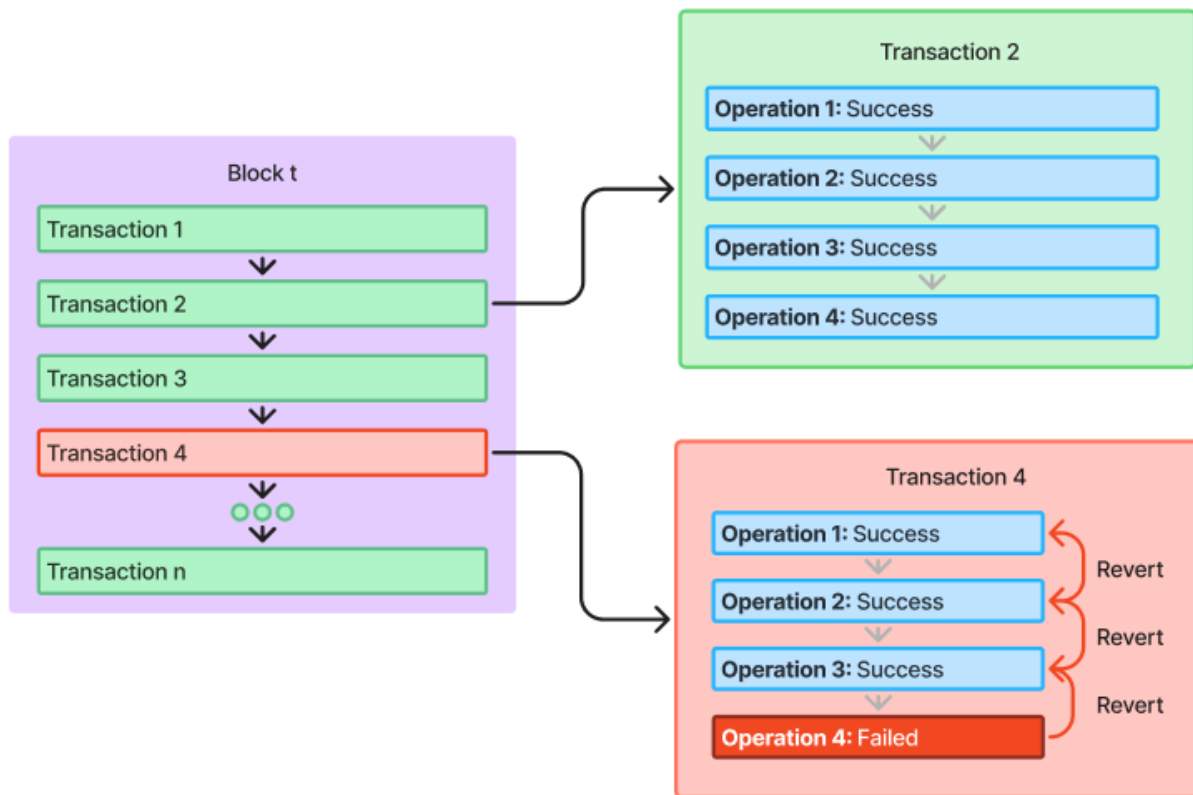 Block t
Transaction 1
Transaction 2
Transaction 3
Transaction 4
Transaction n
Transaction 2
Operation 1: Success
Operation 2: Success
Operation 3: Success
Operation 4: Success
Transaction 4
Operation 1: Success
Revert
Operation 2: Success
Revert
Operation 3: Success
Revert
Operation 4: Failed